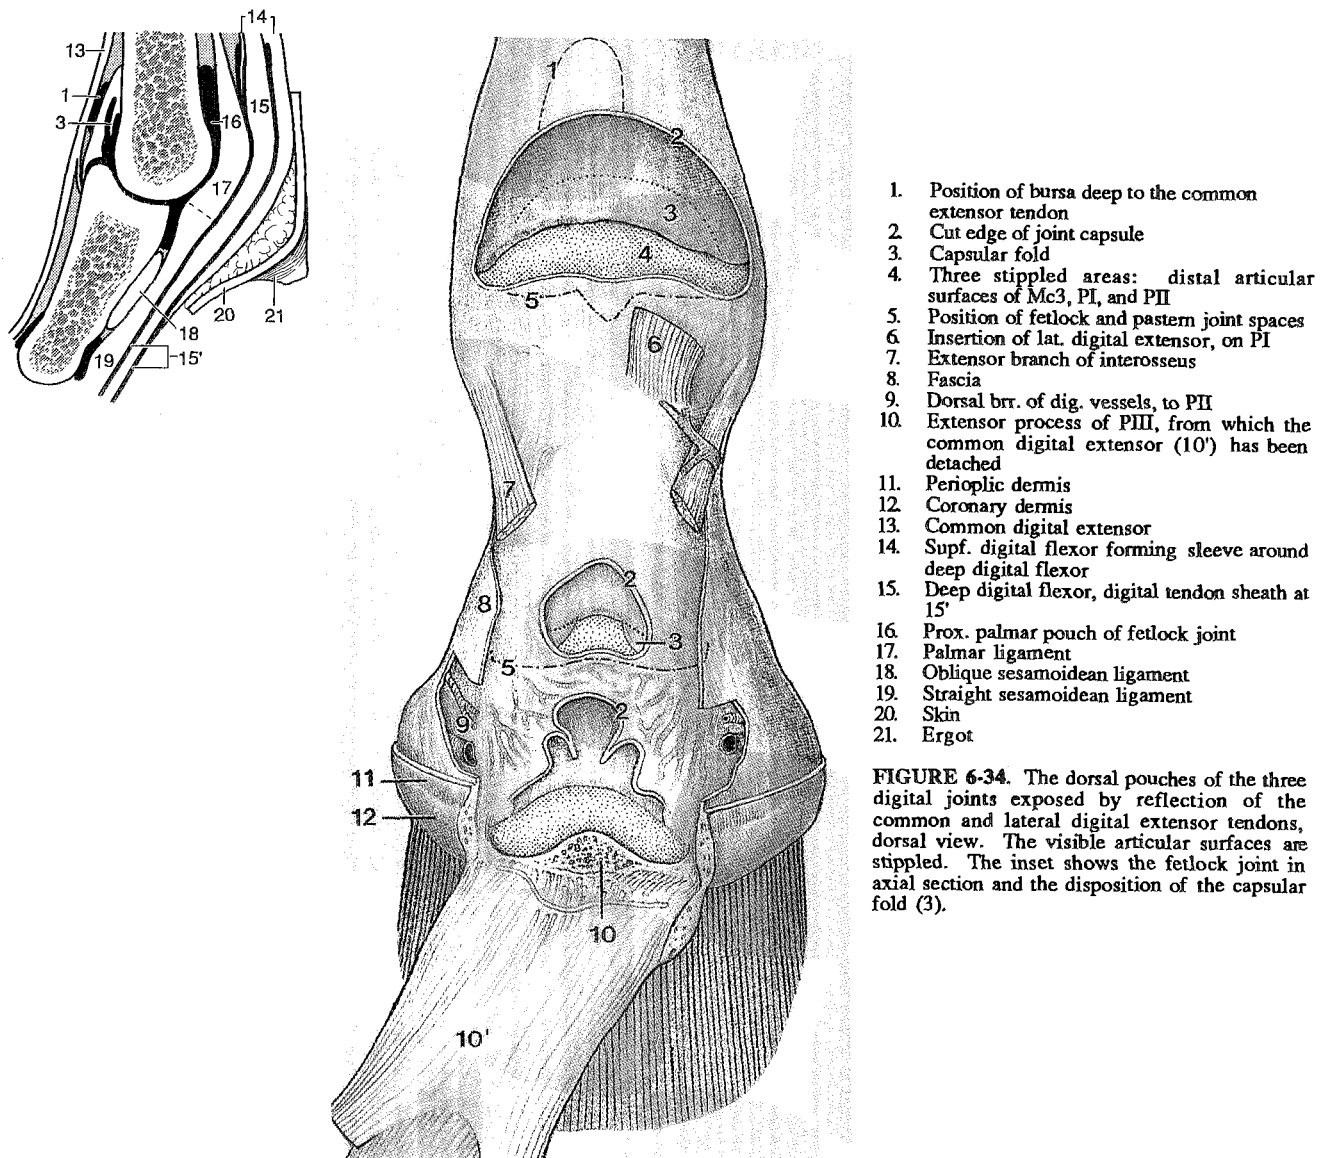 14
13
1
3
15
16
17
18
19
15'
20
21
1
2
3
4
5
6
7
8
2
3
5
9
2
11
12
10
10'
1. Position of bursa deep to the common
extensor tendon
2. Cut edge of joint capsule
3. Capsular fold
4. Three stippled areas: distal articular
surfaces of Mc3, PI, and PII
5. Position of fetlock and pastern joint spaces
6. Insertion of lat. digital extensor, on PI
7. Extensor branch of interosseus
8. Fascia
9. Dorsal brr. of dig. vessels, to PII
10. Extensor process of PIII, from which the
common digital extensor (10') has been
detached
11. Perioplic dermis
12. Coronary dermis
13. Common digital extensor
14. Supf. digital flexor forming sleeve around
deep digital flexor
15. Deep digital flexor, digital tendon sheath at
15'
16. Prox. palmar pouch of fetlock joint
17. Palmar ligament
18. Oblique sesamoidean ligament
19. Straight sesamoidean ligament
20. Skin
21. Ergot
FIGURE 6-34. The dorsal pouches of the three
digital joints exposed by reflection of the
common and lateral digital extensor tendons,
dorsal view. The visible articular surfaces are
stippled. The inset shows the fetlock joint in
axial section and the disposition of the capsular
fold (3).